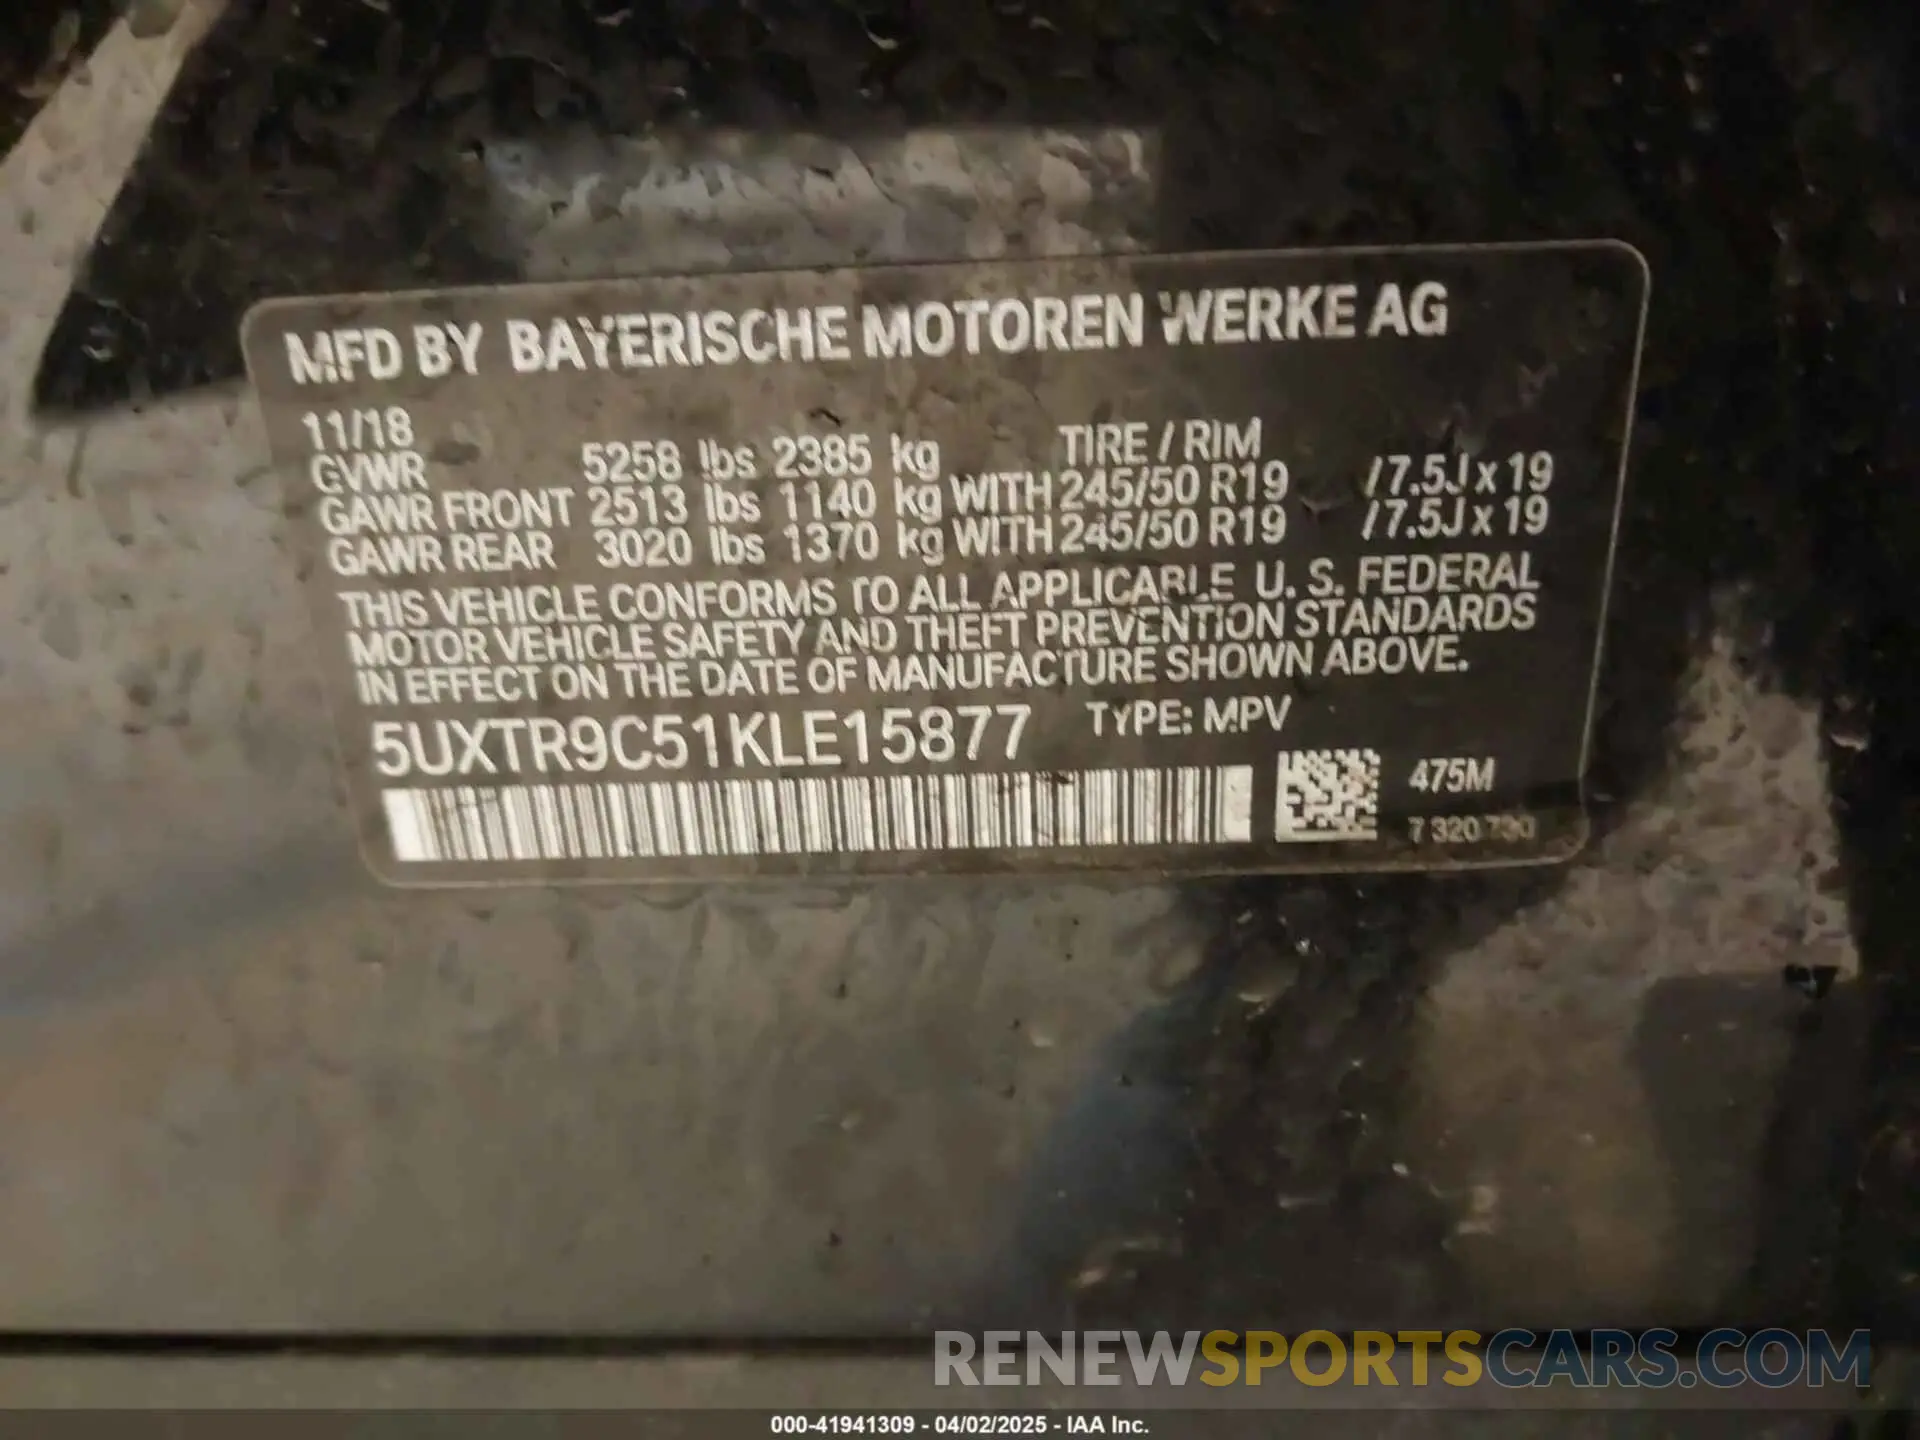 MFD BY BAYERISCHE MOTOREN WERKE AG
11/18
GVWR 5258 lbs 2385 kg TIRE / RIM
GAWR FRONT 2513 lbs 1140 kg WITH 245/50 R19 / 7.5J x 19
GAWR REAR 3020 lbs 1370 kg WITH 245/50 R19 / 7.5J x 19
THIS VEHICLE CONFORMS TO ALL APPLICABLE U. S. FEDERAL
MOTOR VEHICLE SAFETY AND THEFT PREVENTION STANDARDS
IN EFFECT ON THE DATE OF MANUFACTURE SHOWN ABOVE.
5UXTR9C51KLE15877 TYPE: MPV
475M
7 320 730
RENEWSPORTSCARS.COM
000-41941309 - 04/02/2025 - IAA Inc.